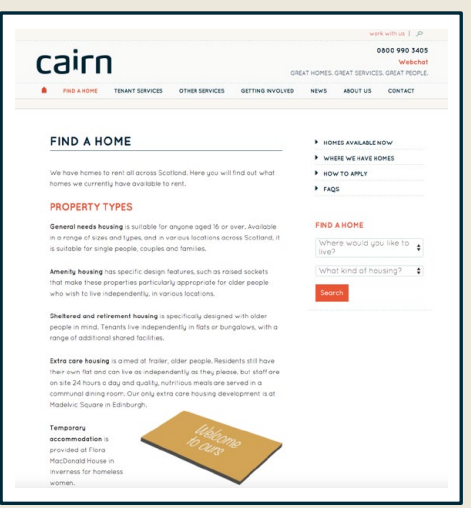 work with us |
0800 990 3405
Webchat
cairn
GREAT HOMES. GREAT SERVICES. GREAT PEOPLE.
FIND A HOME TENANT SERVICES OTHER SERVICES GETTING INVOLVED NEWS ABOUT US CONTACT
FIND A HOME
We have homes to rent all across Scotland. Here you will find out what
homes we currently have available to rent.
PROPERTY TYPES
General needs housing is suitable for anyone aged 16 or over. Available
in a range of sizes and types, and in various locations across Scotland, it
is suitable for single people, couples and families.
Amenity housing has specific design features, such as raised sockets
that make these properties particularly appropriate for older people
who wish to live independently, in various locations.
Sheltered and retirement housing is specifically designed with older
people in mind. Tenants live independently in flats or bungalows, with a
range of additional shared facilities.
Extra care housing is aimed at frailer, older people. Residents still have
their own flat and can live as independently as they please, but staff are
on site 24 hours a day and quality, nutritious meals are served in a
communal dining room. Our only extra care housing development is at
Madelvic Square in Edinburgh.
Temporary
accommodation is
provided at Flora
MacDonald House in
Inverness for homeless
women.
Welcome
to ours
HOMES AVAILABLE NOW
WHERE WE HAVE HOMES
HOW TO APPLY
FAQS
FIND A HOME
Where would you like to
live?
What kind of housing?
Search